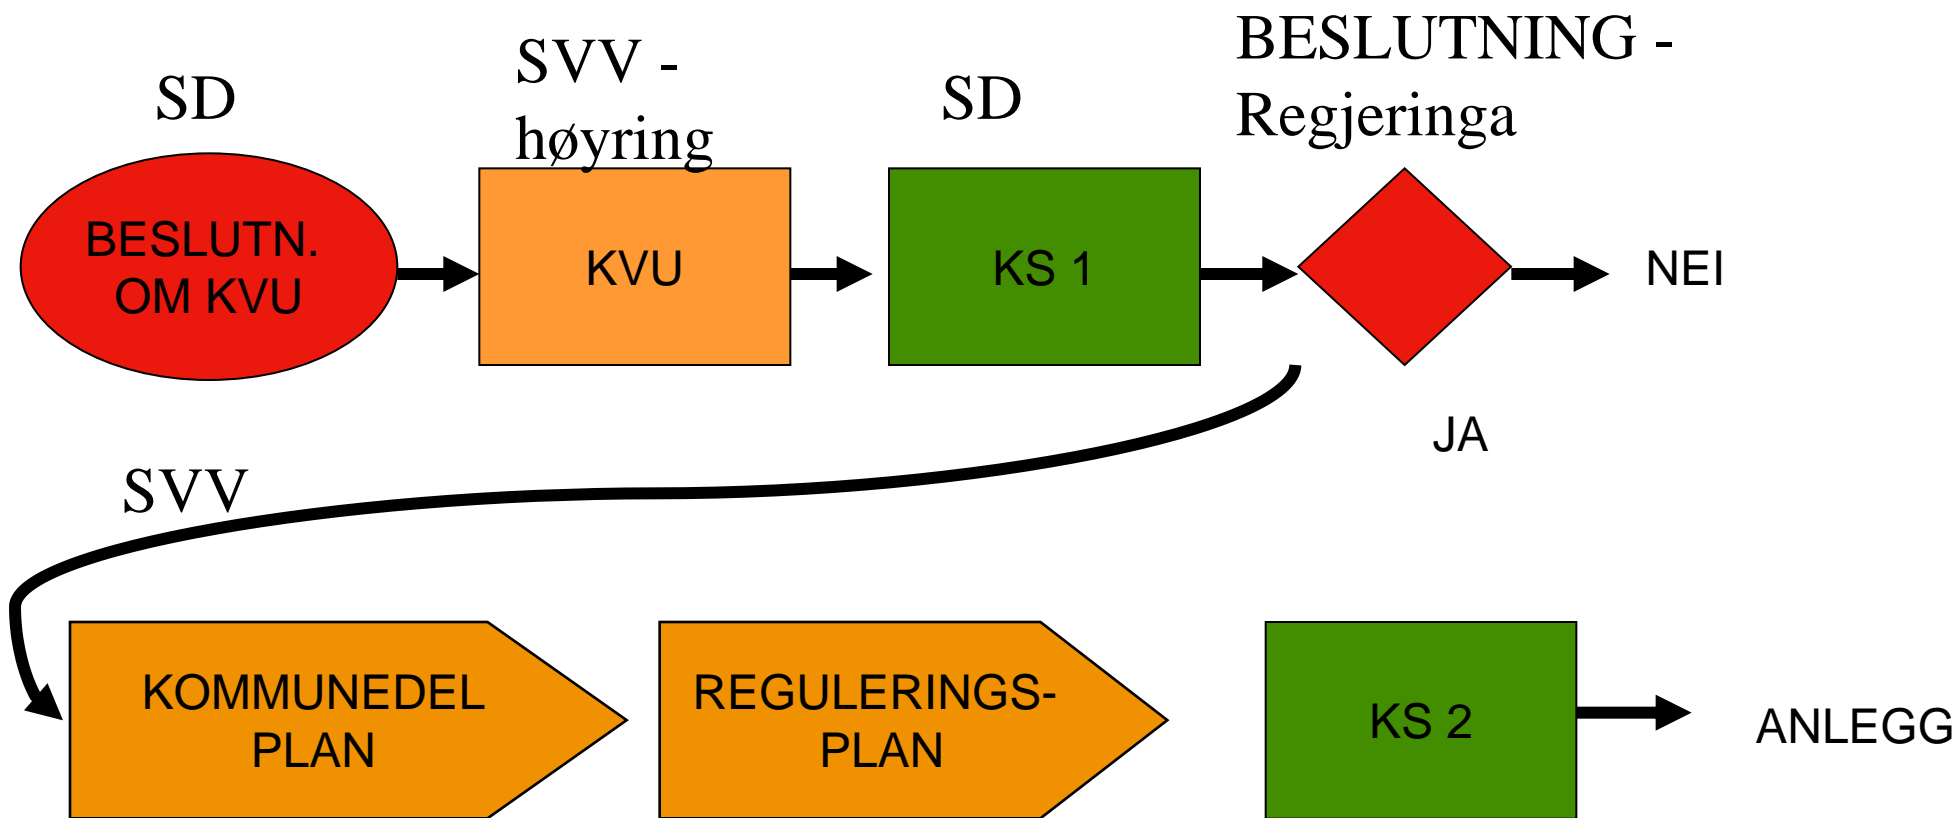 SD
SVV -
høyring
SD
BESLUTNING -
Regjeringa
BESLUTN.
OM KVU
KVU
KS 1
NEI
JA
SVV
KOMMUNEDEL
PLAN
REGULERINGS-
PLAN
KS 2
ANLEGG